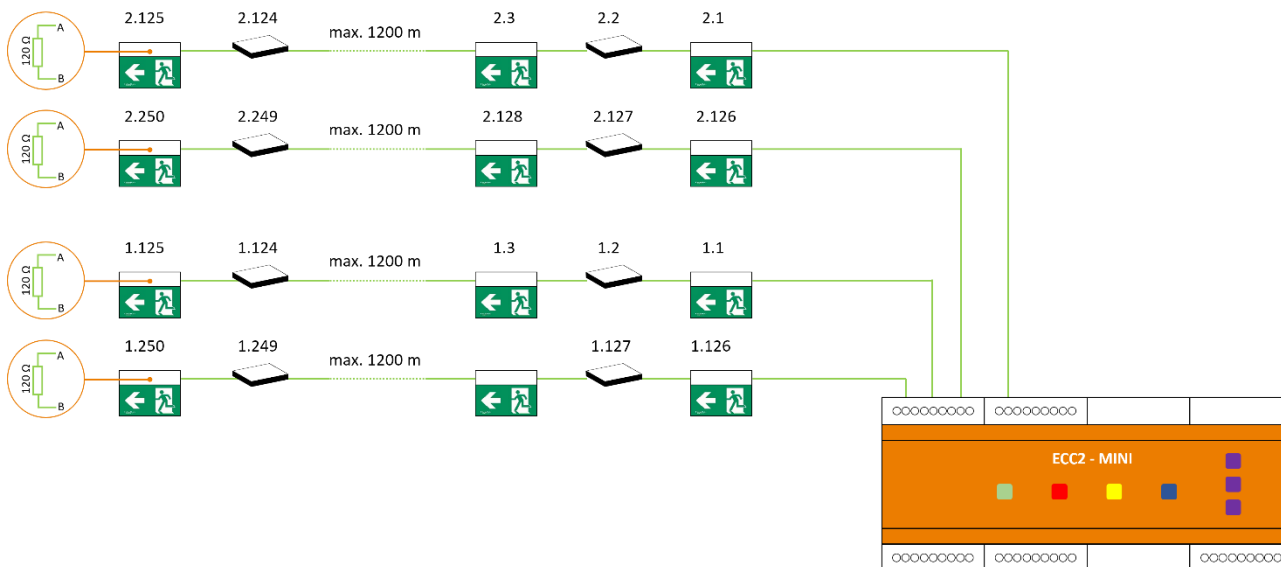 2.125 2.124 max. 1200 m 2.3 2.2 2.1
120 Ω A B
2.250 2.249 max. 1200 m 2.128 2.127 2.126
120 Ω A B
1.125 1.124 max. 1200 m 1.3 1.2 1.1
120 Ω A B
1.250 1.249 max. 1200 m 1.127 1.126
120 Ω A B
ECC2 - MINI